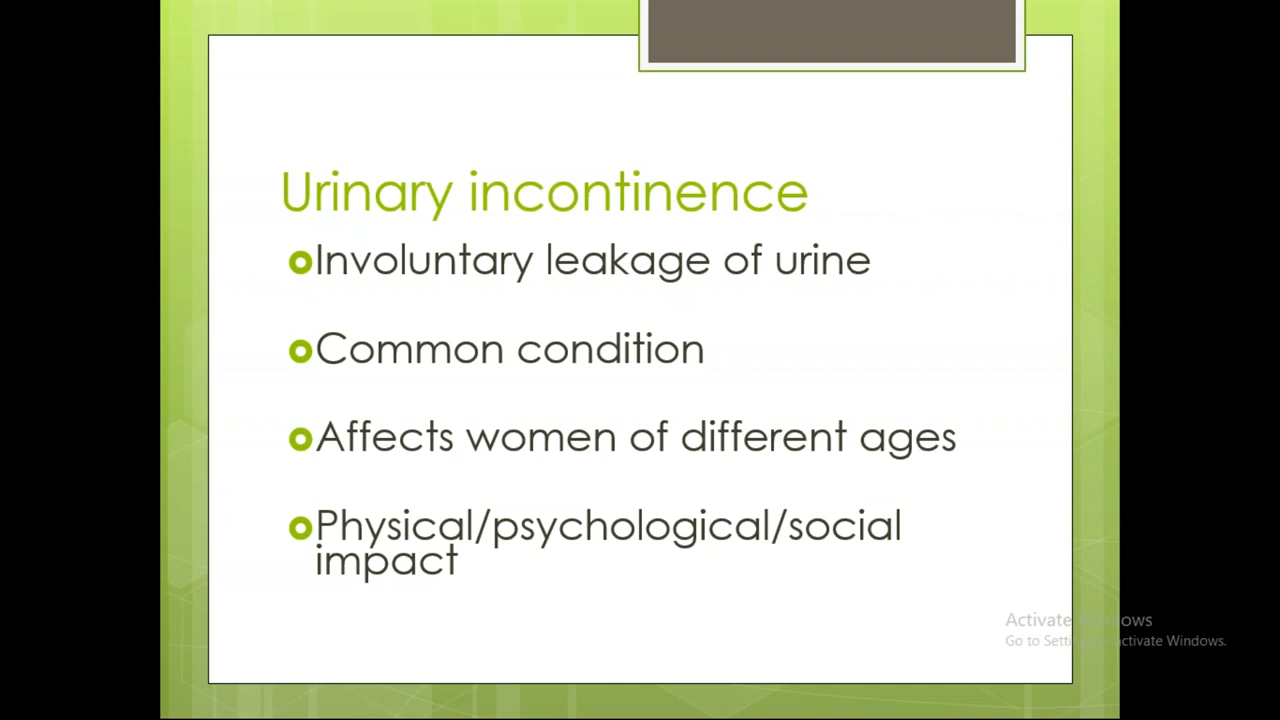 Urinary incontinence
Involuntary leakage of urine
Common condition
Affects women of different ages
Physical/psychological/social
impact
Activate Windows
Go to Settings to activate Windows.